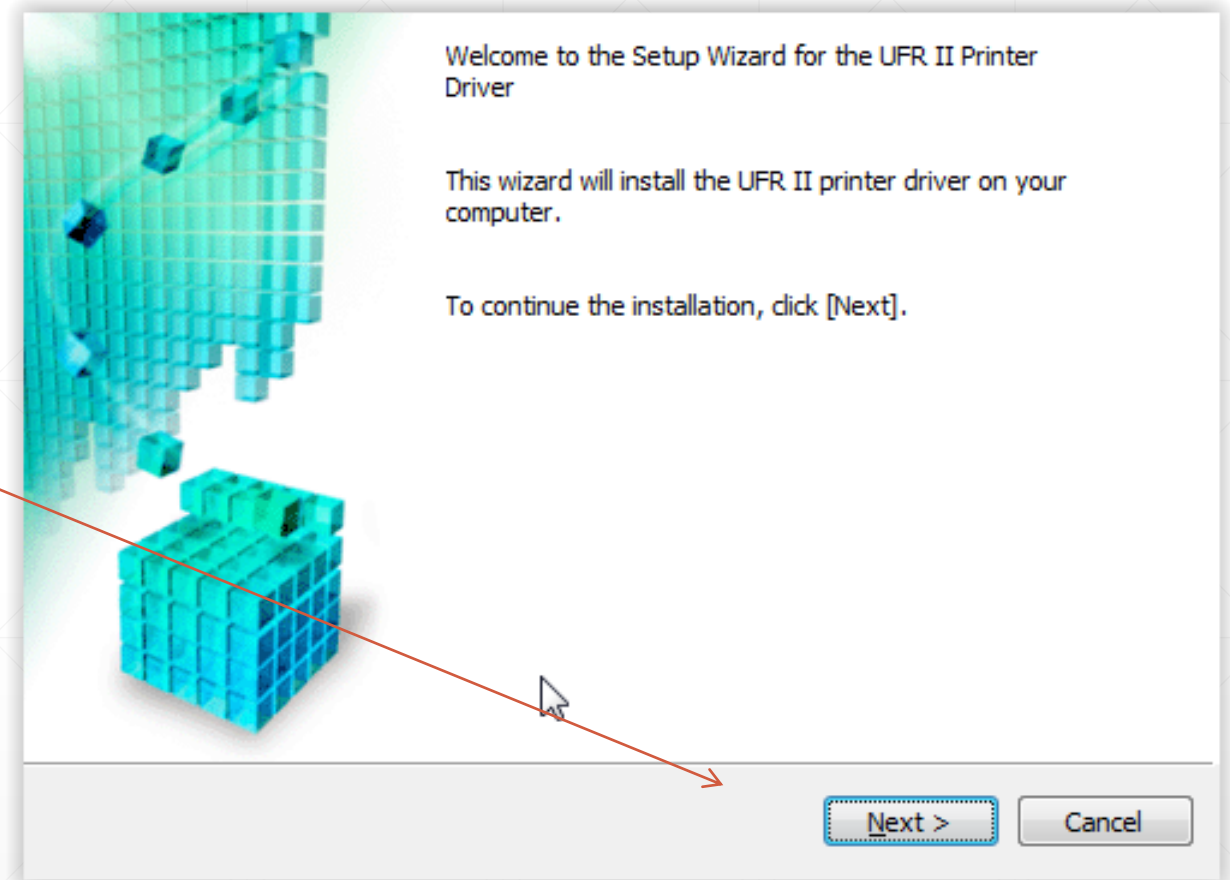 Welcome to the Setup Wizard for the UFR II Printer
Driver
This wizard will install the UFR II printer driver on your
computer.
To continue the installation, click [Next].
Next >
Cancel